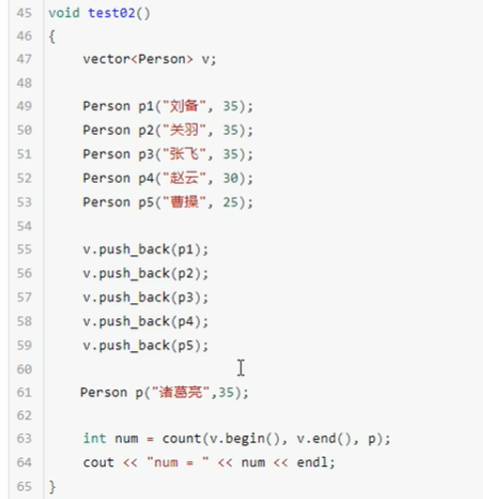 45 void test02()
46 {
47 vector<Person> v;
48
49 Person p1("刘备", 35);
50 Person p2("关羽", 35);
51 Person p3("张飞", 35);
52 Person p4("赵云", 30);
53 Person p5("曹操", 25);
54
55 v.push_back(p1);
56 v.push_back(p2);
57 v.push_back(p3);
58 v.push_back(p4);
59 v.push_back(p5);
60
61 Person p("诸葛亮",35);
62
63 int num = count(v.begin(), v.end(), p);
64 cout << "num = " << num << endl;
65 }